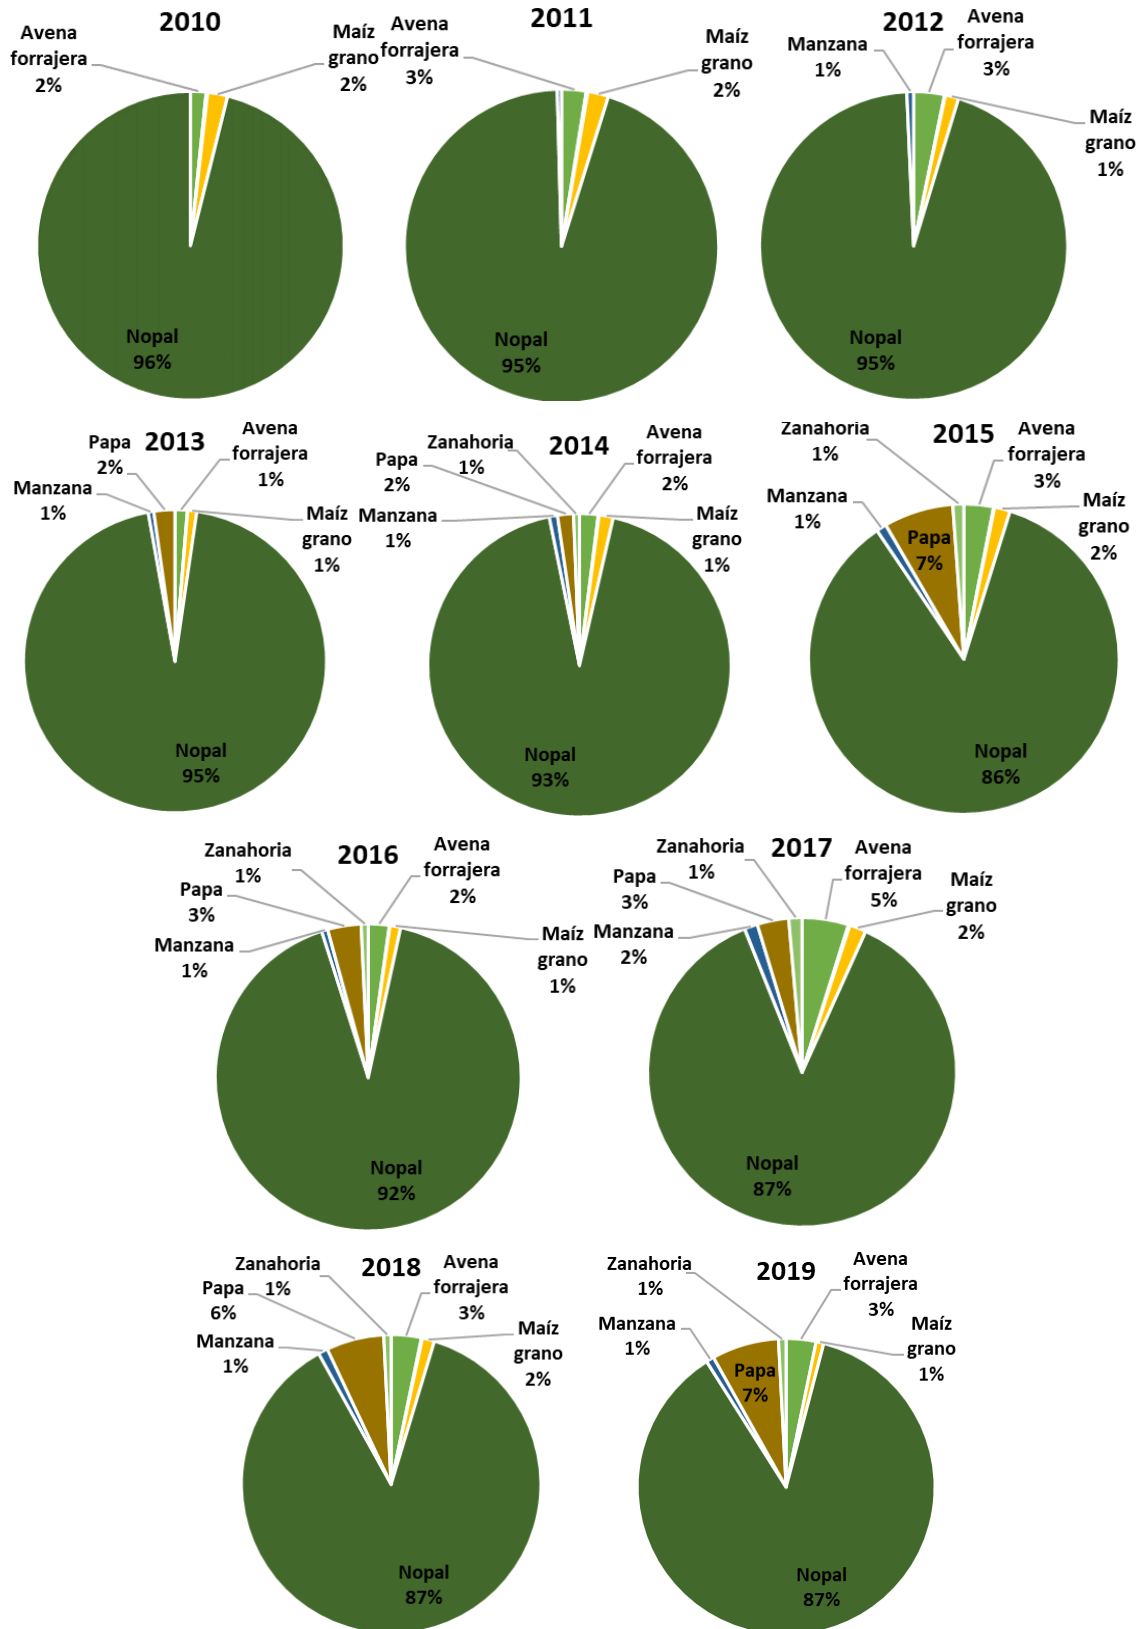 2010
Avena
forrajera
2%
Maíz
grano
2%
Nopal
96%
2011
Avena
forrajera
3%
Maíz
grano
2%
Nopal
95%
2012
Manzana
1%
Avena
forrajera
3%
Maíz
grano
1%
Nopal
95%
2013
Papa
2%
Manzana
1%
Avena
forrajera
1%
Maíz
grano
1%
Nopal
95%
2014
Zanahoria
1%
Papa
2%
Manzana
1%
Avena
forrajera
2%
Maíz
grano
1%
Nopal
93%
2015
Zanahoria
1%
Manzana
1%
Papa
7%
Avena
forrajera
3%
Maíz
grano
2%
Nopal
86%
2016
Zanahoria
1%
Papa
3%
Manzana
1%
Avena
forrajera
2%
Maíz
grano
1%
Nopal
92%
2017
Zanahoria
1%
Papa
3%
Manzana
2%
Avena
forrajera
5%
Maíz
grano
2%
Nopal
87%
2018
Zanahoria
1%
Papa
6%
Manzana
1%
Avena
forrajera
3%
Maíz
grano
2%
Nopal
87%
2019
Zanahoria
1%
Manzana
1%
Papa
7%
Avena
forrajera
3%
Maíz
grano
1%
Nopal
87%